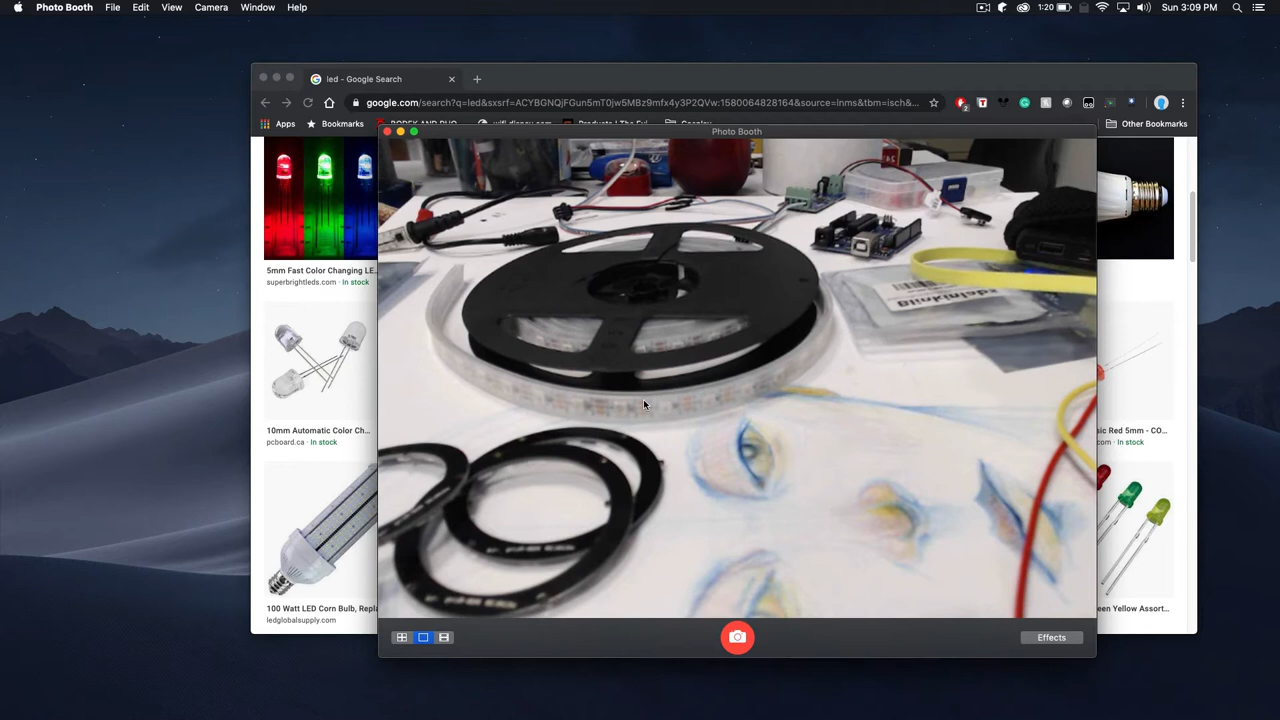 Photo Booth File Edit View Camera Window Help 1:20 Sun 3:09 PM
led - Google Search
google.com/search?q=led&sxsrf=ACYBGNQjFGun5mT0jw5MBz9mfx4y3P2QVw:1580064828164&source=lnms&tbm=isch&...
Apps Bookmarks Other Bookmarks
Photo Booth
5mm Fast Color Changing LE...
superbrightleds.com · In stock
10mm Automatic Color Ch...
pcboard.ca · In stock
sic Red 5mm - CO...
.com · In stock
100 Watt LED Corn Bulb, Repla
ledglobalsupply.com
een Yellow Assort...
Effects